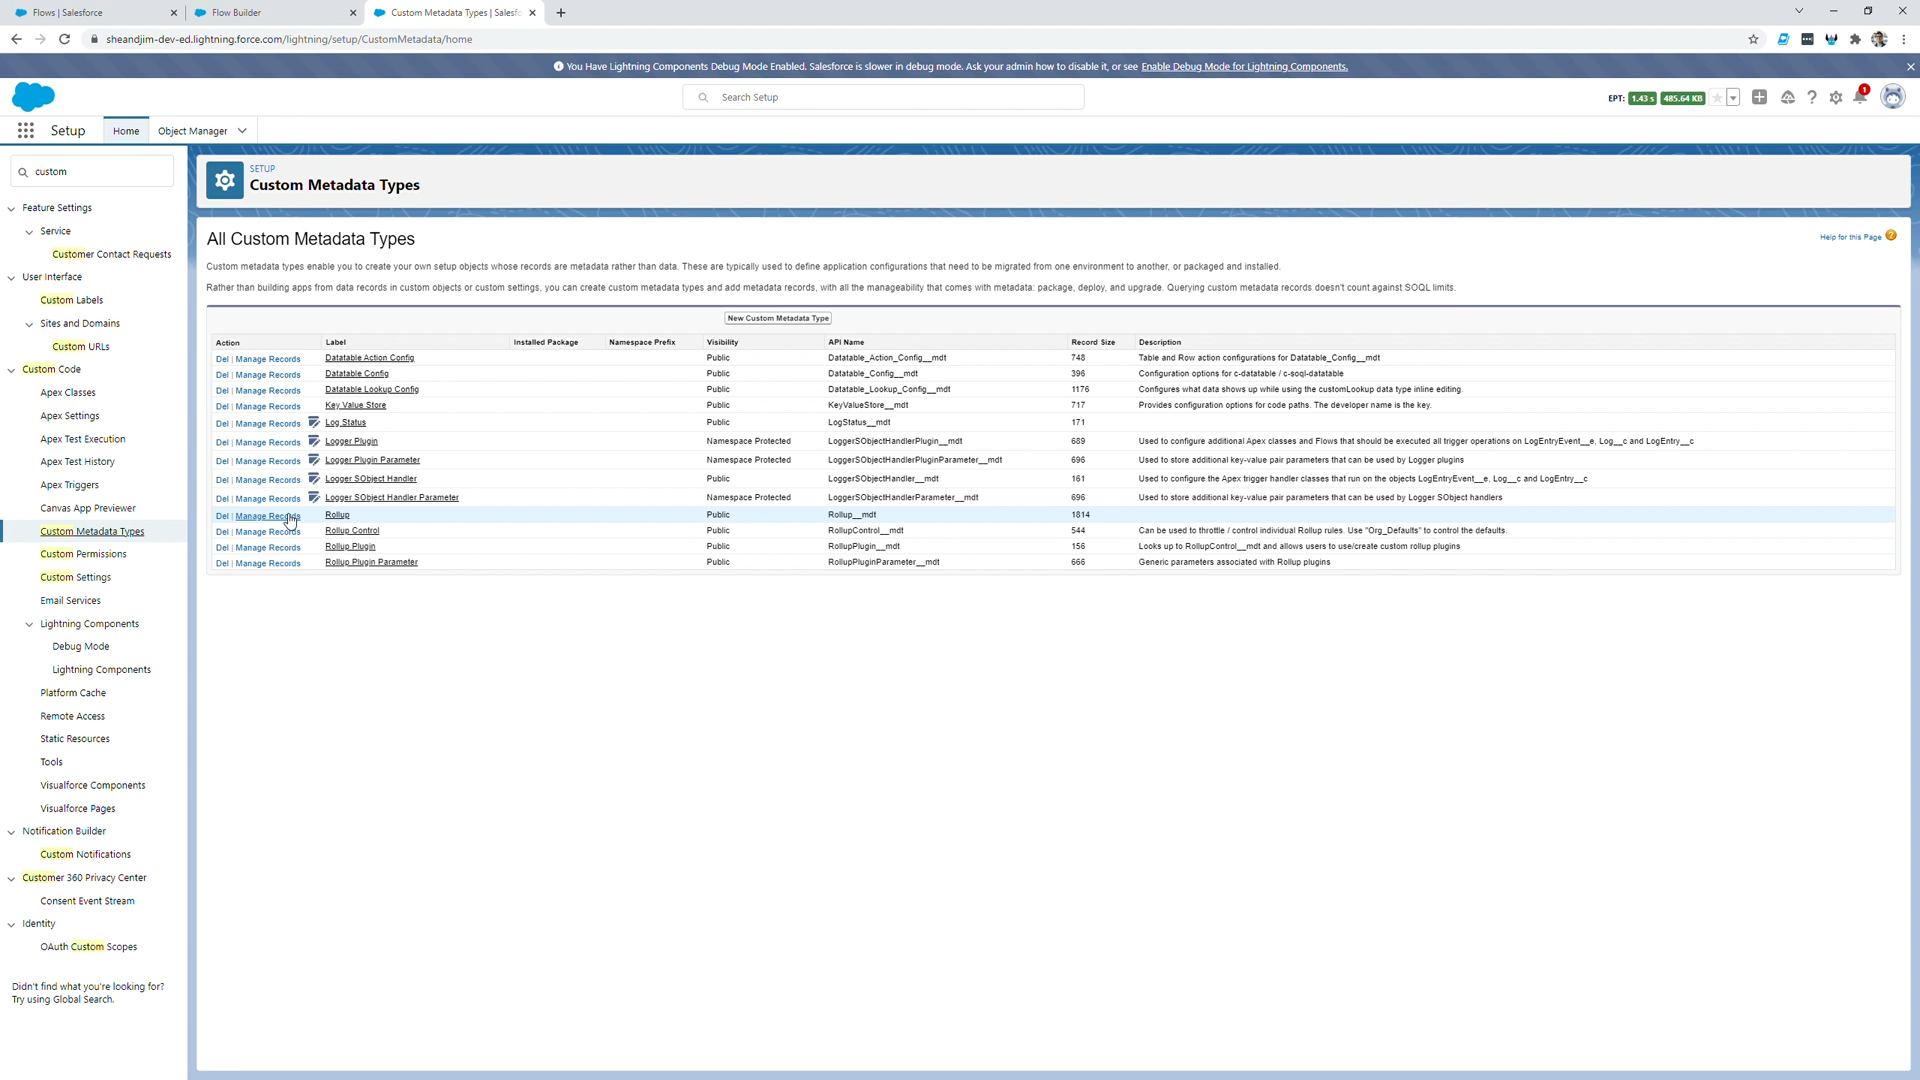 Flows | Salesforce
Flow Builder
Custom Metadata Types | Salesfc
sheandjim-dev-ed.lightning.force.com/lightning/setup/CustomMetadata/home
You Have Lightning Components Debug Mode Enabled. Salesforce is slower in debug mode. Ask your admin how to disable it, or see Enable Debug Mode for Lightning Components.
Search Setup
EPT: 1.43 s 485.64 KB
1
Setup Home Object Manager
custom
Feature Settings
Service
Customer Contact Requests
User Interface
Custom Labels
Sites and Domains
Custom URLs
Custom Code
Apex Classes
Apex Settings
Apex Test Execution
Apex Test History
Apex Triggers
Canvas App Previewer
Custom Metadata Types
Custom Permissions
Custom Settings
Email Services
Lightning Components
Debug Mode
Lightning Components
Platform Cache
Remote Access
Static Resources
Tools
Visualforce Components
Visualforce Pages
Notification Builder
Custom Notifications
Customer 360 Privacy Center
Consent Event Stream
Identity
OAuth Custom Scopes
Didn't find what you're looking for?
Try using Global Search.
SETUP
Custom Metadata Types
All Custom Metadata Types
Help for this Page ?
Custom metadata types enable you to create your own setup objects whose records are metadata rather than data. These are typically used to define application configurations that need to be migrated from one environment to another, or packaged and installed.
Rather than building apps from data records in custom objects or custom settings, you can create custom metadata types and add metadata records, with all the manageability that comes with metadata: package, deploy, and upgrade. Querying custom metadata records doesn't count against SOQL limits.
New Custom Metadata Type
Action Label Installed Package Namespace Prefix Visibility API Name Record Size Description
Del | Manage Records Datatable Action Config Public Datatable_Action_Config__mdt 748 Table and Row action configurations for Datatable_Config__mdt
Del | Manage Records Datatable Config Public Datatable_Config__mdt 396 Configuration options for c-datatable / c-soql-datatable
Del | Manage Records Datatable Lookup Config Public Datatable_Lookup_Config__mdt 1176 Configures what data shows up while using the customLookup data type inline editing.
Del | Manage Records Key Value Store Public KeyValueStore__mdt 717 Provides configuration options for code paths. The developer name is the key.
Del | Manage Records Log Status Public LogStatus__mdt 171
Del | Manage Records Logger Plugin Namespace Protected LoggerSObjectHandlerPlugin__mdt 689 Used to configure additional Apex classes and Flows that should be executed all trigger operations on LogEntryEvent__e, Log__c and LogEntry__c
Del | Manage Records Logger Plugin Parameter Namespace Protected LoggerSObjectHandlerPluginParameter__mdt 696 Used to store additional key-value pair parameters that can be used by Logger plugins
Del | Manage Records Logger SObject Handler Public LoggerSObjectHandler__mdt 161 Used to configure the Apex trigger handler classes that run on the objects LogEntryEvent__e, Log__c and LogEntry__c
Del | Manage Records Logger SObject Handler Parameter Namespace Protected LoggerSObjectHandlerParameter__mdt 696 Used to store additional key-value pair parameters that can be used by Logger SObject handlers
Del | Manage Records Rollup Public Rollup__mdt 1814
Del | Manage Records Rollup Control Public RollupControl__mdt 544 Can be used to throttle / control individual Rollup rules. Use "Org_Defaults" to control the defaults.
Del | Manage Records Rollup Plugin Public RollupPlugin__mdt 156 Looks up to RollupControl__mdt and allows users to use/create custom rollup plugins
Del | Manage Records Rollup Plugin Parameter Public RollupPluginParameter__mdt 666 Generic parameters associated with Rollup plugins